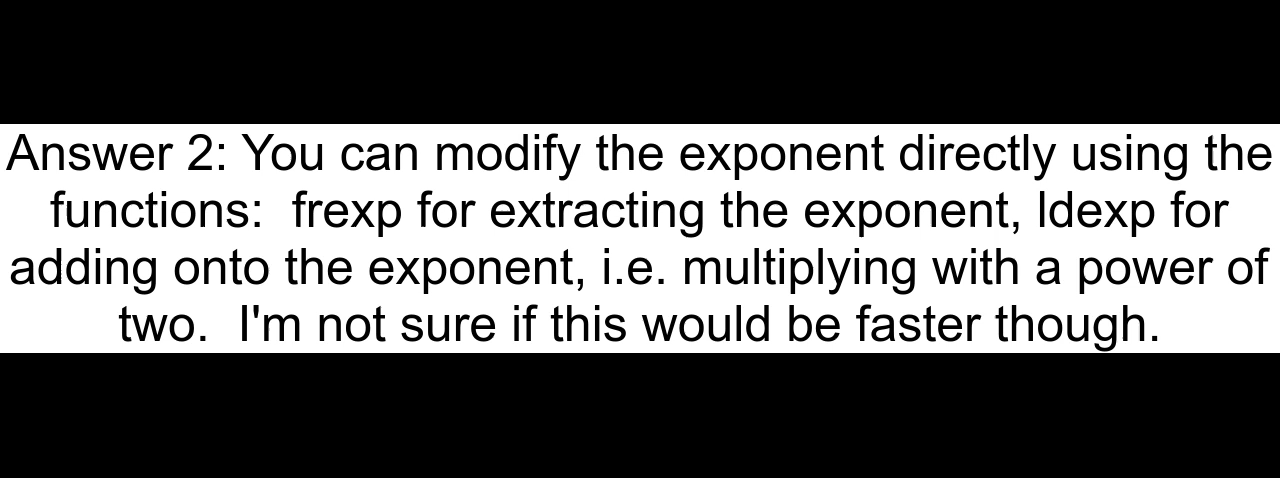 Answer 2: You can modify the exponent directly using the
functions:  frexp for extracting the exponent, ldexp for
adding onto the exponent, i.e. multiplying with a power of
two.  I'm not sure if this would be faster though.